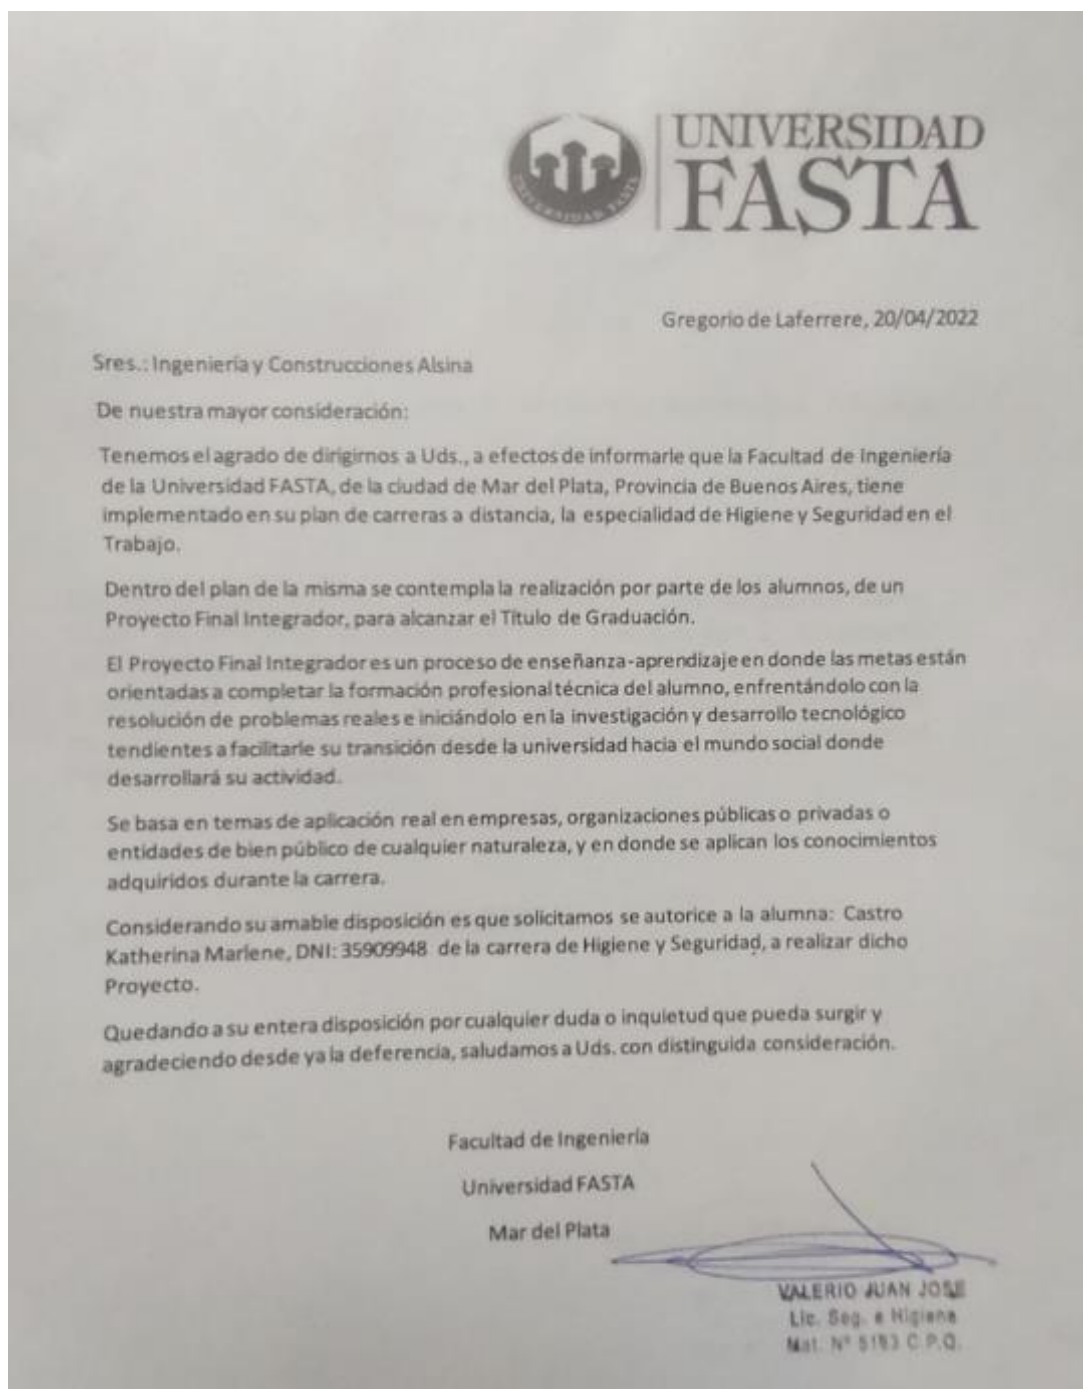 UNIVERSIDAD
FASTA
UNIVERSIDAD FASTA
Gregorio de Laferrere, 20/04/2022
Sres.: Ingeniería y Construcciones Alsina
De nuestra mayor consideración:
Tenemos el agrado de dirigirnos a Uds., a efectos de informarle que la Facultad de Ingeniería
de la Universidad FASTA, de la ciudad de Mar del Plata, Provincia de Buenos Aires, tiene
implementado en su plan de carreras a distancia, la especialidad de Higiene y Seguridad en el
Trabajo.
Dentro del plan de la misma se contempla la realización por parte de los alumnos, de un
Proyecto Final Integrador, para alcanzar el Título de Graduación.
El Proyecto Final Integrador es un proceso de enseñanza-aprendizaje en donde las metas están
orientadas a completar la formación profesional técnica del alumno, enfrentándolo con la
resolución de problemas reales e iniciándolo en la investigación y desarrollo tecnológico
tendientes a facilitarle su transición desde la universidad hacia el mundo social donde
desarrollará su actividad.
Se basa en temas de aplicación real en empresas, organizaciones públicas o privadas o
entidades de bien público de cualquier naturaleza, y en donde se aplican los conocimientos
adquiridos durante la carrera.
Considerando su amable disposición es que solicitamos se autorice a la alumna: Castro
Katherina Marlene, DNI: 35909948 de la carrera de Higiene y Seguridad, a realizar dicho
Proyecto.
Quedando a su entera disposición por cualquier duda o inquietud que pueda surgir y
agradeciendo desde ya la deferencia, saludamos a Uds. con distinguida consideración.
Facultad de Ingeniería
Universidad FASTA
Mar del Plata
VALERIO JUAN JOSE
Lic. Seg. e Higiene
Mat. Nº 5183 C.P.Q.